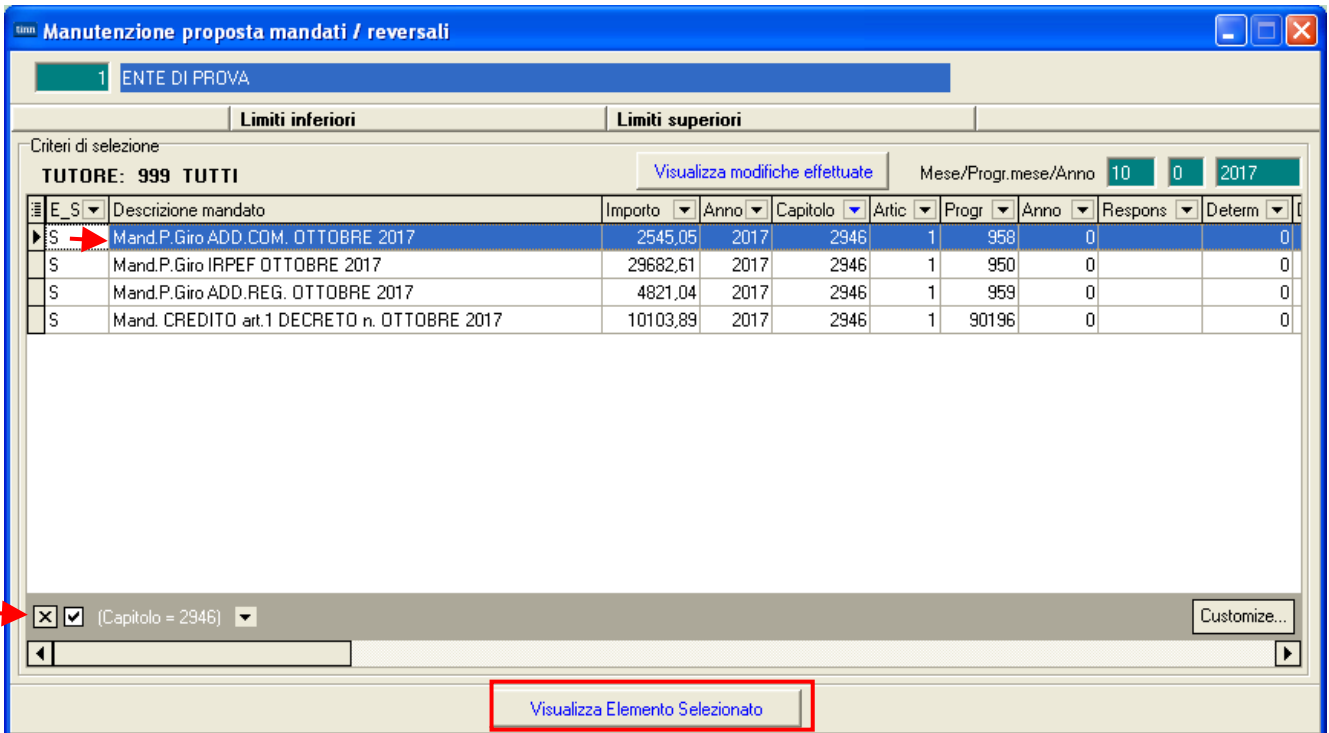 tinn Manutenzione proposta mandati / reversali
1 ENTE DI PROVA
Limiti inferiori Limiti superiori
Criteri di selezione
TUTORE: 999 TUTTI Visualizza modifiche effettuate Mese/Progr.mese/Anno 10 0 2017
E_S Descrizione mandato Importo Anno Capitolo Artic Progr Anno Respons Determ
S Mand.P.Giro ADD.COM. OTTOBRE 2017 2545,05 2017 2946 1 958 0 0
S Mand.P.Giro IRPEF OTTOBRE 2017 29682,61 2017 2946 1 950 0 0
S Mand.P.Giro ADD.REG. OTTOBRE 2017 4821,04 2017 2946 1 959 0 0
S Mand. CREDITO art.1 DECRETO n. OTTOBRE 2017 10103,89 2017 2946 1 90196 0 0
(Capitolo = 2946) Customize...
Visualizza Elemento Selezionato